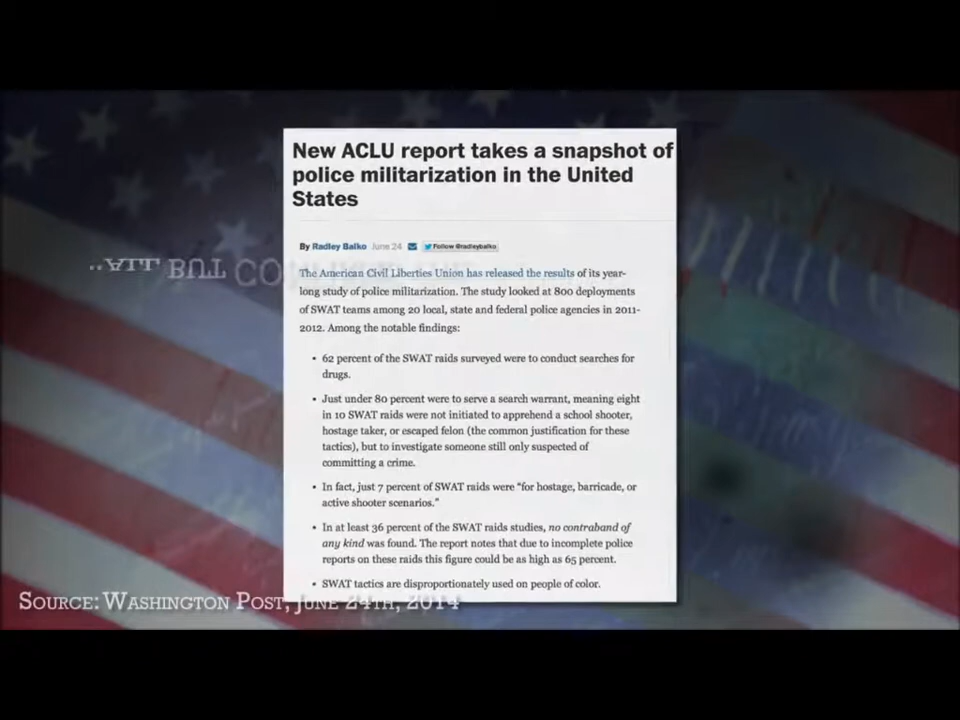 New ACLU report takes a snapshot of
police militarization in the United
States
By Radley Balko June 24 Follow @radleybalko
The American Civil Liberties Union has released the results of its year-
long study of police militarization. The study looked at 800 deployments
of SWAT teams among 20 local, state and federal police agencies in 2011-
2012. Among the notable findings:
• 62 percent of the SWAT raids surveyed were to conduct searches for
drugs.
• Just under 80 percent were to serve a search warrant, meaning eight
in 10 SWAT raids were not initiated to apprehend a school shooter,
hostage taker, or escaped felon (the common justification for these
tactics), but to investigate someone still only suspected of
committing a crime.
• In fact, just 7 percent of SWAT raids were "for hostage, barricade, or
active shooter scenarios."
• In at least 36 percent of the SWAT raids studies, no contraband of
any kind was found. The report notes that due to incomplete police
reports on these raids this figure could be as high as 65 percent.
• SWAT tactics are disproportionately used on people of color.
Source: Washington Post, June 24th, 2014